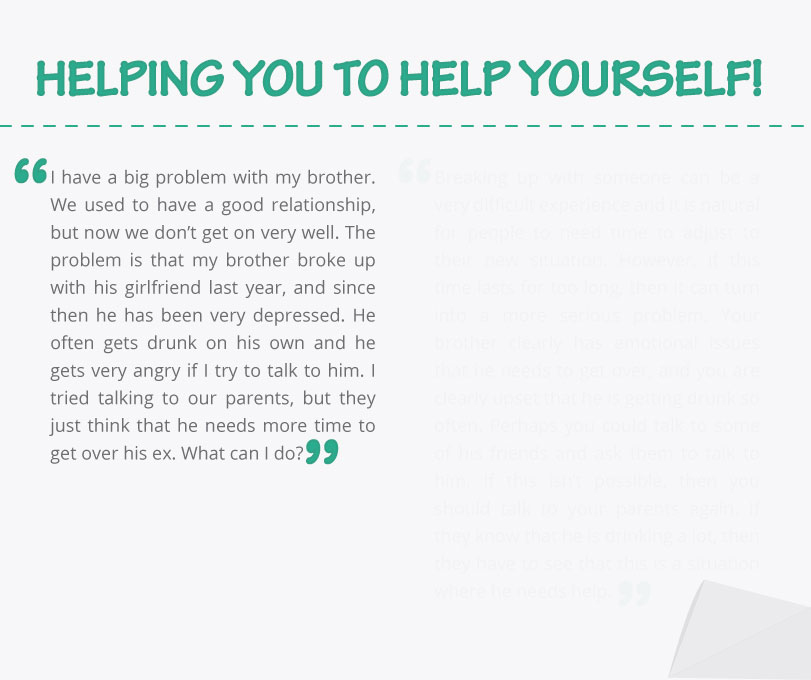 HELPING YOU TO HELP YOURSELF!
“I have a big problem with my brother.
We used to have a good relationship,
but now we don’t get on very well. The
problem is that my brother broke up
with his girlfriend last year, and since
then he has been very depressed. He
often gets drunk on his own and he
gets very angry if I try to talk to him. I
tried talking to our parents, but they
just think that he needs more time to
get over his ex. What can I do?”
“Breaking up with someone can be a
very difficult experience and it is natural
for people to need time to adjust to
their new situation. However, if this
time lasts for too long, then it can turn
into a more serious problem. Your
brother clearly has emotional issues
that he needs to get over, and you are
clearly upset that he is getting drunk so
often. Perhaps you could talk to some
of his friends and ask them to talk to
him. If this isn’t possible, then you
should talk to your parents again. If
they know that he is drinking a lot, then
they have to see that this is a situation
where he needs help.”